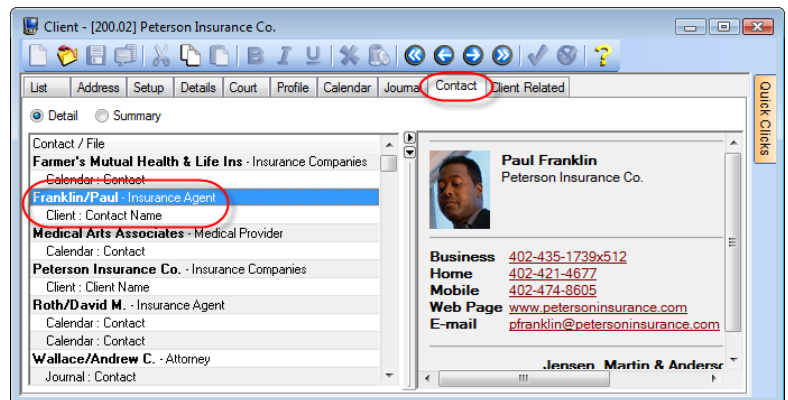 Client - [200.02] Peterson Insurance Co.
B I U ?
List Address Setup Details Court Profile Calendar Journal Contact Client Related
Detail Summary
Contact / File
Farmer's Mutual Health & Life Ins - Insurance Companies
Calendar : Contact
Franklin/Paul - Insurance Agent
Client : Contact Name
Medical Arts Associates - Medical Provider
Calendar : Contact
Peterson Insurance Co. - Insurance Companies
Client : Client Name
Roth/David M. - Insurance Agent
Calendar : Contact
Calendar : Contact
Wallace/Andrew C. - Attorney
Journal : Contact
Paul Franklin
Peterson Insurance Co.
Business 402-435-1739x512
Home 402-421-4677
Mobile 402-474-8605
Web Page www.petersoninsurance.com
E-mail pfranklin@petersoninsurance.com
Jensen, Martin & Anderso
Quick Clicks